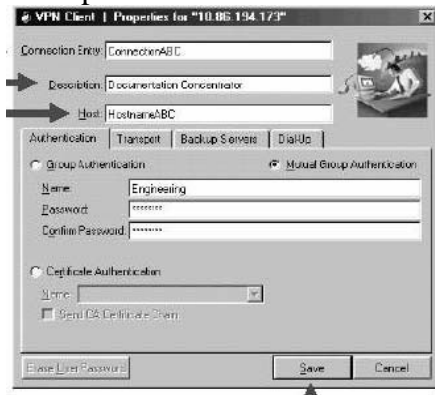 VPN Client | Properties for "10.86.194.173"
Connection Entry: ConnectionABC
Description: Documentation Concentrator
Host: HostnameABC
Authentication Transport Backup Servers Dial-Up
Group Authentication Mutual Group Authentication
Name: Engineering
Password: ********
Confirm Password: ********
Certificate Authentication
Name:
Send CA Certificate Chain
Erase User Password Save Cancel